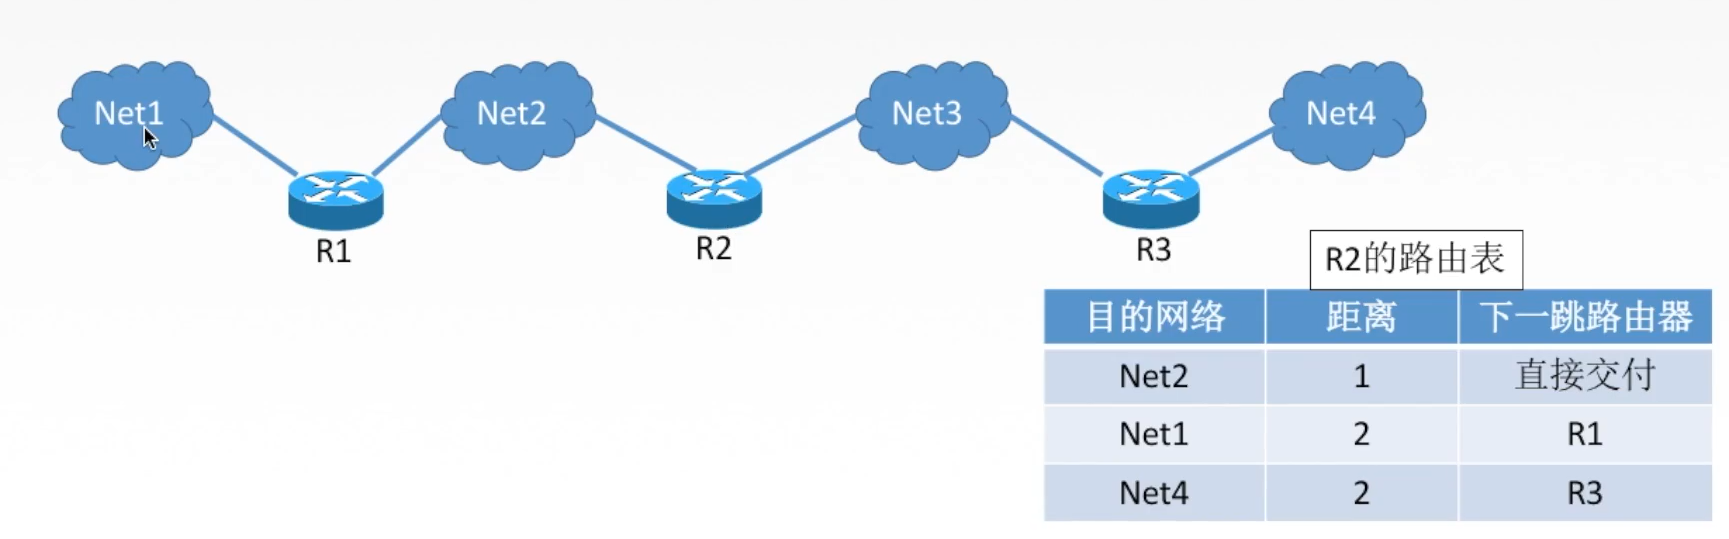 Net1 Net2 Net3 Net4
R1 R2 R3
R2的路由表
目的网络 距离 下一跳路由器
Net2 1 直接交付
Net1 2 R1
Net4 2 R3